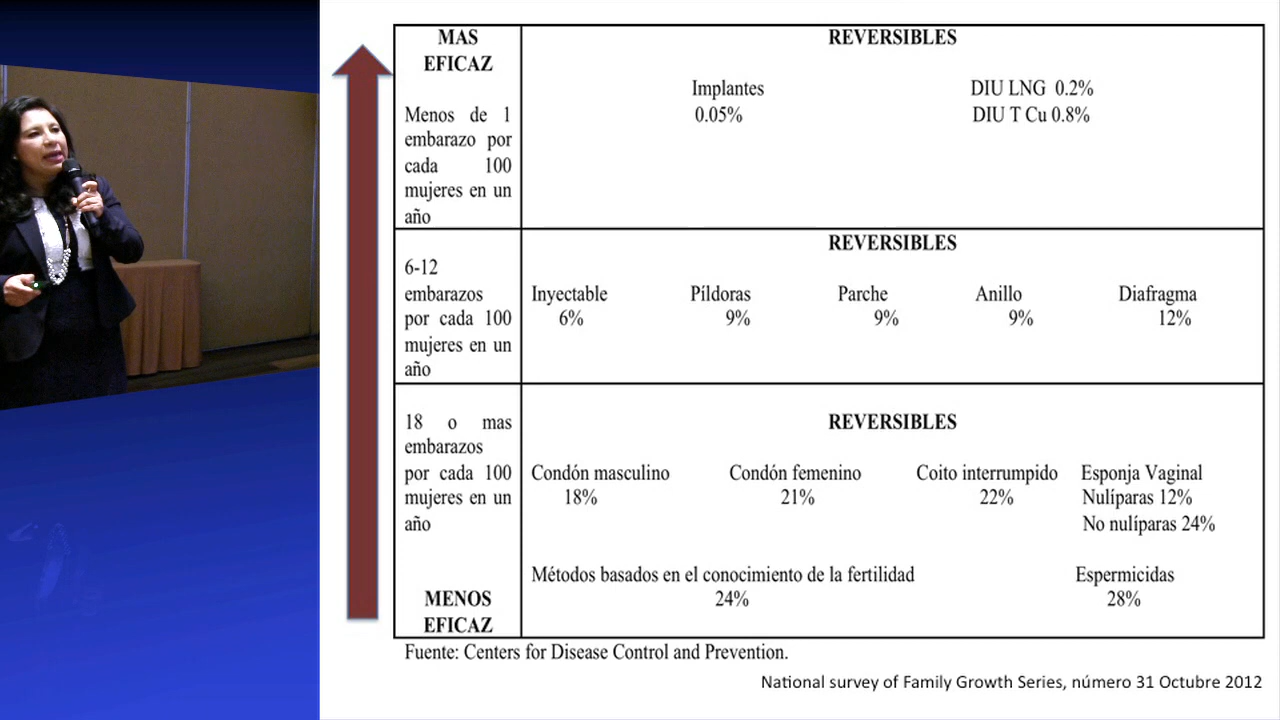 MAS
EFICAZ
Menos de 1
embarazo por
cada 100
mujeres en un
año
REVERSIBLES
Implantes DIU LNG 0.2%
0.05% DIU T Cu 0.8%
6-12
embarazos
por cada 100
mujeres en un
año
REVERSIBLES
Inyectable Píldoras Parche Anillo Diafragma
6% 9% 9% 9% 12%
18 o mas
embarazos
por cada 100
mujeres en un
año
MENOS
EFICAZ
REVERSIBLES
Condón masculino Condón femenino Coito interrumpido Esponja Vaginal
18% 21% 22% Nulíparas 12%
No nulíparas 24%
Métodos basados en el conocimiento de la fertilidad Espermicidas
24% 28%
Fuente: Centers for Disease Control and Prevention.
National survey of Family Growth Series, número 31 Octubre 2012